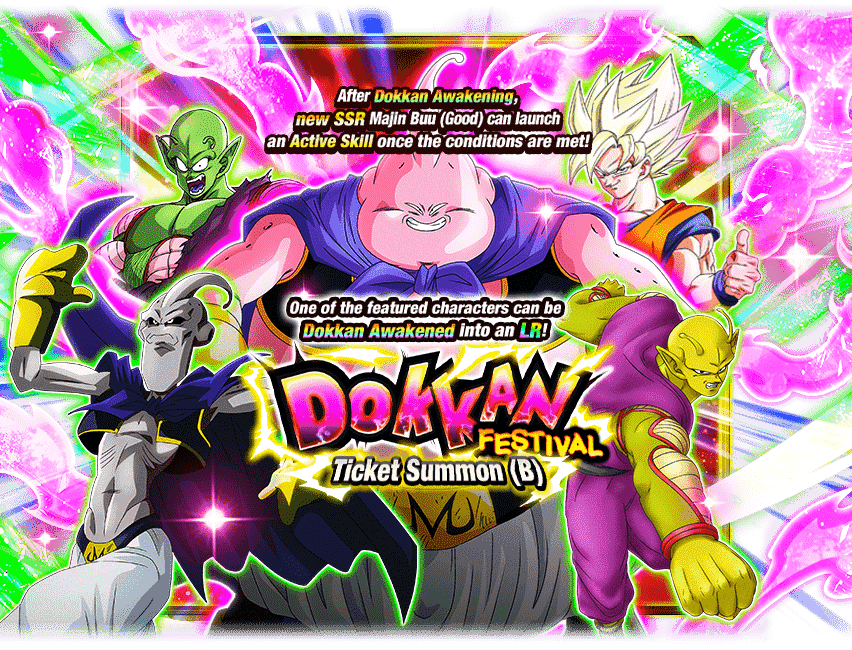 After Dokkan Awakening,
new SSR Majin Buu (Good) can launch
an Active Skill once the conditions are met!
One of the featured characters can be
Dokkan Awakened into an LR!
DOKKAN
FESTIVAL
Ticket Summon (B)